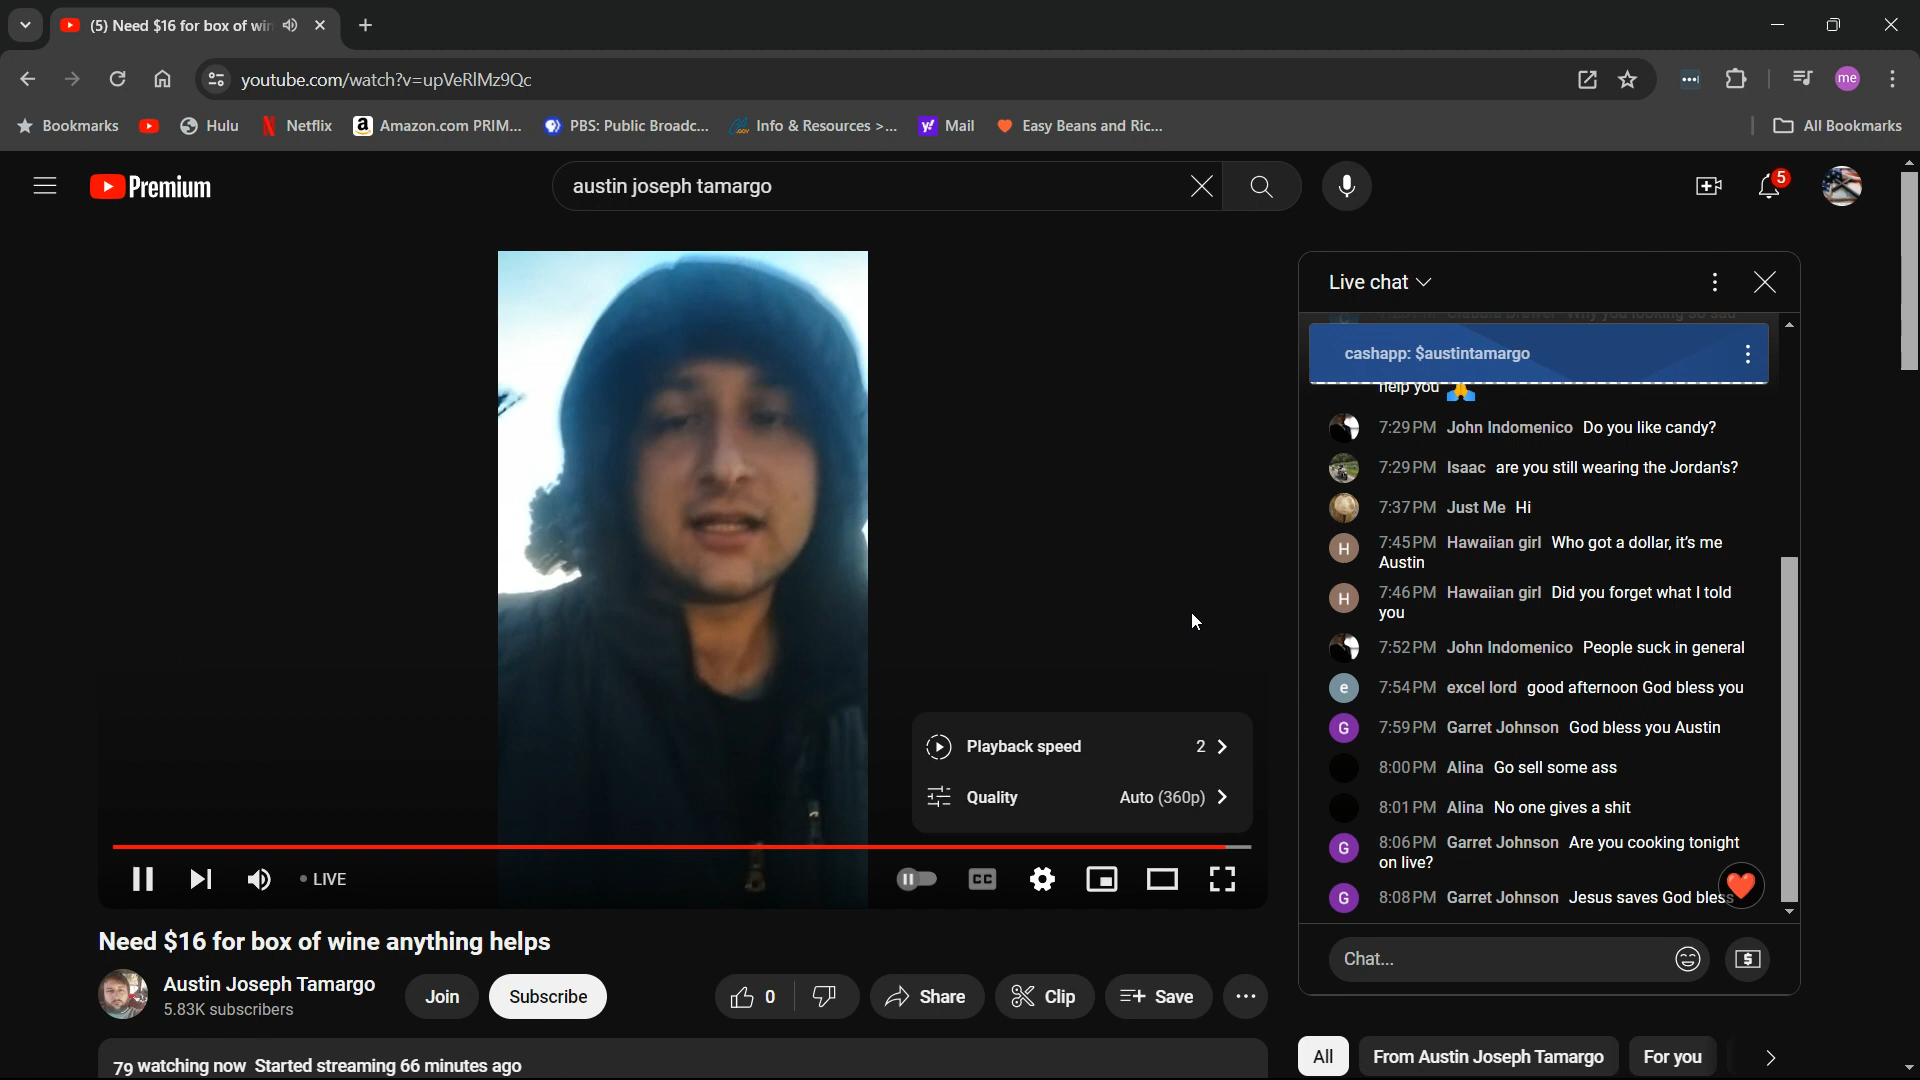 (5) Need $16 for box of wi
youtube.com/watch?v=upVeRlMz9Qc
me
Bookmarks
Hulu
Netflix
Amazon.com PRIM...
PBS: Public Broadc...
Info & Resources >...
Mail
Easy Beans and Ric...
All Bookmarks
Premium
austin joseph tamargo
5
Live chat
cashapp: $austintamargo
help you 🙏
7:29 PM John Indomenico Do you like candy?
7:29 PM Isaac are you still wearing the Jordan's?
7:37 PM Just Me Hi
H 7:45 PM Hawaiian girl Who got a dollar, it's me
Austin
H 7:46 PM Hawaiian girl Did you forget what I told
you
7:52 PM John Indomenico People suck in general
e 7:54 PM excel lord good afternoon God bless you
G 7:59 PM Garret Johnson God bless you Austin
8:00 PM Alina Go sell some ass
8:01 PM Alina No one gives a shit
G 8:06 PM Garret Johnson Are you cooking tonight
on live?
G 8:08 PM Garret Johnson Jesus saves God bless
Chat...
Playback speed 2
Quality Auto (360p)
LIVE
CC
Need $16 for box of wine anything helps
Austin Joseph Tamargo
5.83K subscribers
Join
Subscribe
0
Share
Clip
Save
79 watching now Started streaming 66 minutes ago
All
From Austin Joseph Tamargo
For you